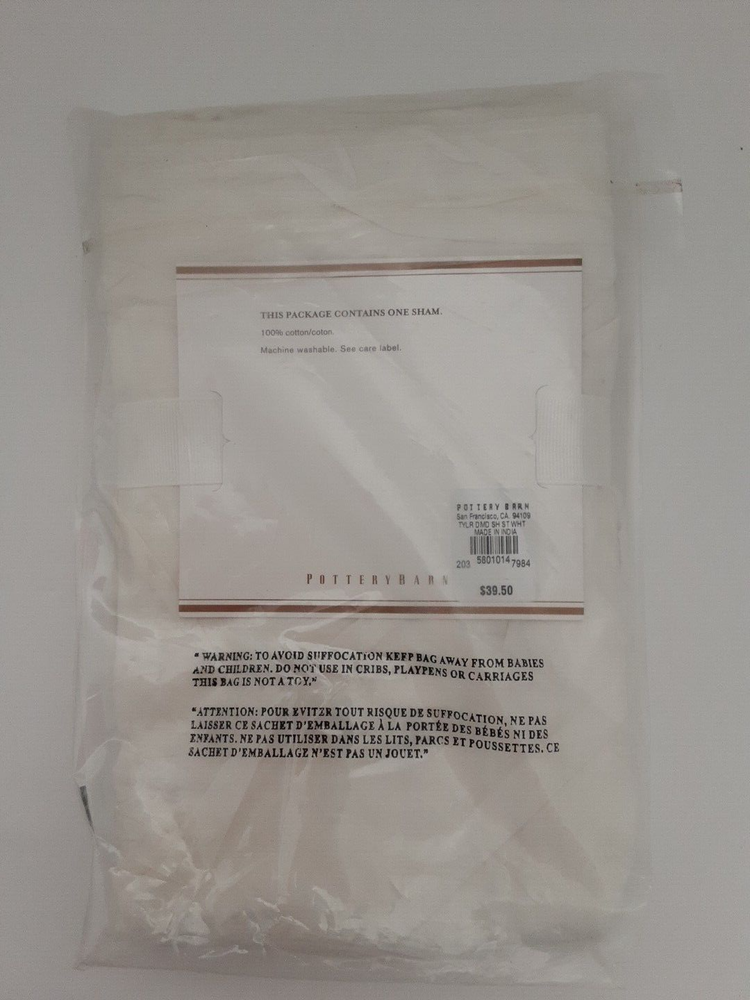 THIS PACKAGE CONTAINS ONE SHAM.
100% cotton/coton.
Machine washable. See care label.
POTTERY BARN
San Francisco, CA 94109
TYLR DMD SH ST WHT
MADE IN INDIA
203 5801014 7984
$39.50
POTTERY BARN
"WARNING: TO AVOID SUFFOCATION KEEP BAG AWAY FROM BABIES
AND CHILDREN. DO NOT USE IN CRIBS, PLAYPENS OR CARRIAGES
THIS BAG IS NOT A TOY."
"ATTENTION: POUR EVITZR TOUT RISQUE DE SUFFOCATION, NE PAS
LAISSER CE SACHET D'EMBALLAGE À LA PORTÉE DES BÉBÉS NI DES
ENFANTS. NE PAS UTILISER DANS LES LITS, PARCS ET POUSSETTES. CE
SACHET D'EMBALLAGE N'EST PAS UN JOUET."